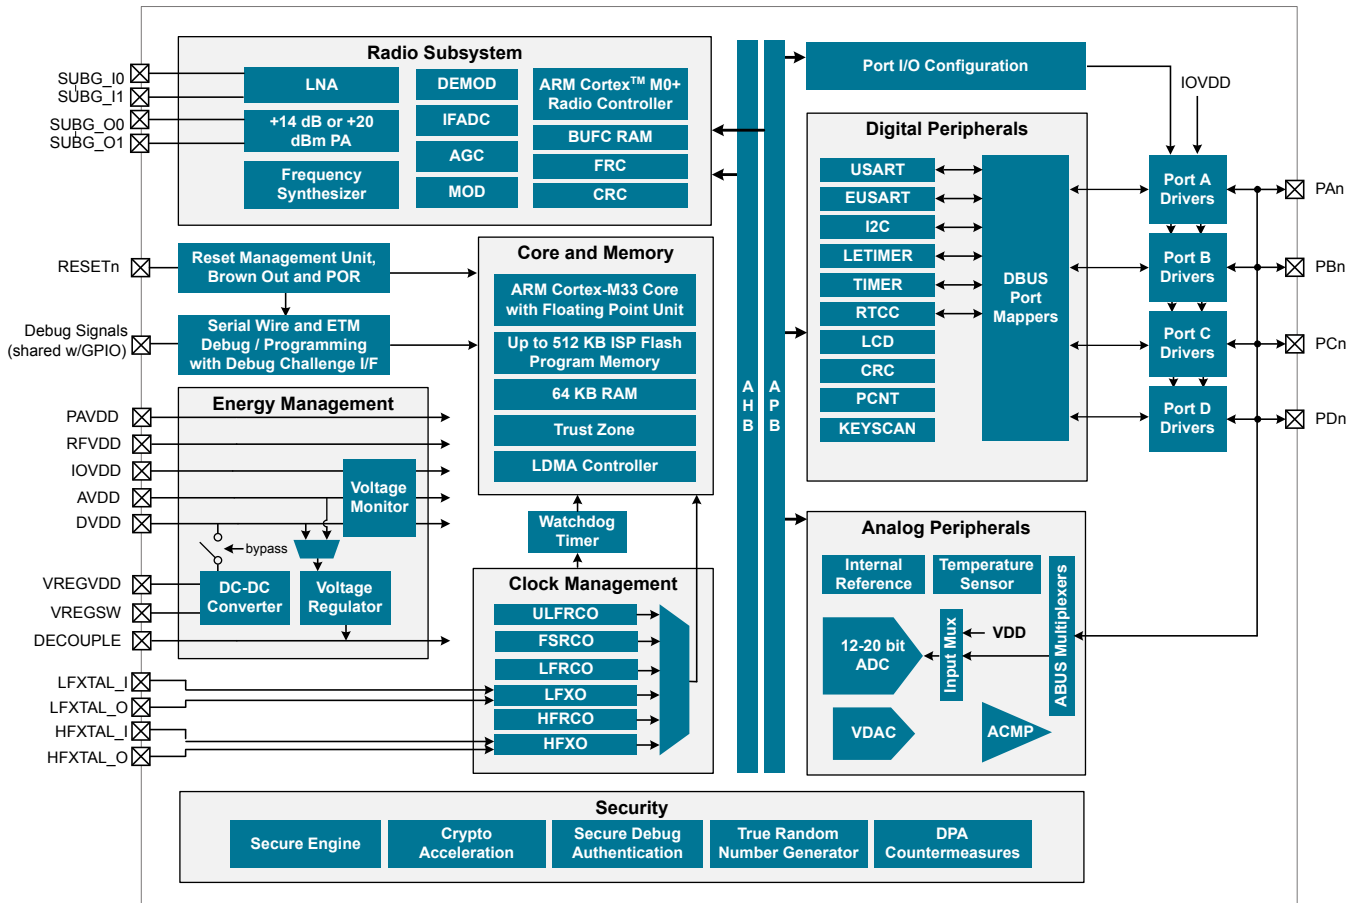 Radio Subsystem
SUBG_I0
SUBG_I1
SUBG_O0
SUBG_O1
LNA
+14 dB or +20
dBm PA
Frequency
Synthesizer
DEMOD
IFADC
AGC
MOD
ARM Cortex™ M0+
Radio Controller
BUFC RAM
FRC
CRC
RESETn
Reset Management Unit,
Brown Out and POR
Debug Signals
(shared w/GPIO)
Serial Wire and ETM
Debug / Programming
with Debug Challenge I/F
Core and Memory
ARM Cortex-M33 Core
with Floating Point Unit
Up to 512 KB ISP Flash
Program Memory
64 KB RAM
Trust Zone
LDMA Controller
Energy Management
PAVDD
RFVDD
IOVDD
AVDD
DVDD
VREGVDD
VREGSW
DECOUPLE
Voltage
Monitor
bypass
DC-DC
Converter
Voltage
Regulator
Watchdog
Timer
Clock Management
ULFRCO
FSRCO
LFRCO
LFXO
HFRCO
HFXO
LFXTAL_I
LFXTAL_O
HFXTAL_I
HFXTAL_O
A
H
B
A
P
B
Port I/O Configuration
IOVDD
Digital Peripherals
USART
EUSART
I2C
LETIMER
TIMER
RTCC
LCD
CRC
PCNT
KEYSCAN
DBUS
Port
Mappers
Port A
Drivers
Port B
Drivers
Port C
Drivers
Port D
Drivers
PAn
PBn
PCn
PDn
Analog Peripherals
Internal
Reference
Temperature
Sensor
12-20 bit
ADC
Input Mux
VDD
ABUS Multiplexers
VDAC
ACMP
Security
Secure Engine
Crypto
Acceleration
Secure Debug
Authentication
True Random
Number Generator
DPA
Countermeasures